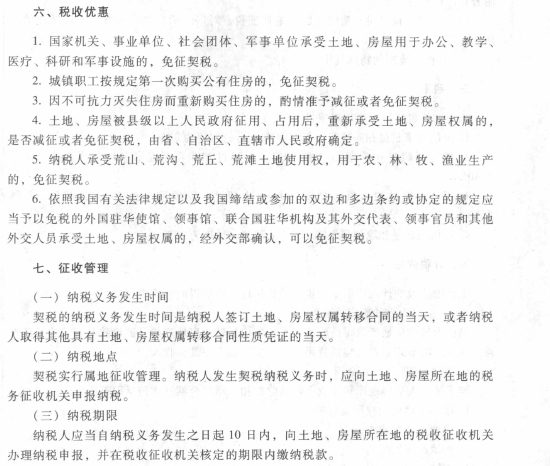 六、税收优惠
1. 国家机关、事业单位、社会团体、军事单位承受土地、房屋用于办公、教学、
医疗、科研和军事设施的，免征契税。
2. 城镇职工按规定第一次购买公有住房的，免征契税。
3. 因不可抗力灭失住房而重新购买住房的，酌情准予减征或者免征契税。
4. 土地、房屋被县级以上人民政府征用、占用后，重新承受土地、房屋权属的，
是否减征或者免征契税，由省、自治区、直辖市人民政府确定。
5. 纳税人承受荒山、荒沟、荒丘、荒滩土地使用权，用于农、林、牧、渔业生产
的，免征契税。
6. 依照我国有关法律规定以及我国缔结或参加的双边和多边条约或协定的规定应
当予以免税的外国驻华使馆、领事馆、联合国驻华机构及其外交代表、领事官员和其他
外交人员承受土地、房屋权属的，经外交部确认，可以免征契税。
七、征收管理
（一）纳税义务发生时间
契税的纳税义务发生时间是纳税人签订土地、房屋权属转移合同的当天，或者纳税
人取得其他具有土地、房屋权属转移合同性质凭证的当天。
（二）纳税地点
契税实行属地征收管理。纳税人发生契税纳税义务时，应向土地、房屋所在地的税
务征收机关申报纳税。
（三）纳税期限
纳税人应当自纳税义务发生之日起 10 日内，向土地、房屋所在地的税收征收机关
办理纳税申报，并在税收征收机关核定的期限内缴纳税款。